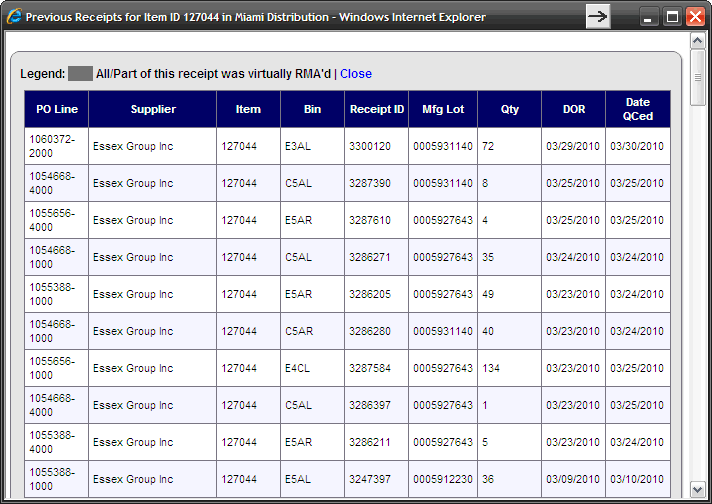 Previous Receipts for Item ID 127044 in Miami Distribution - Windows Internet Explorer
Legend: All/Part of this receipt was virtually RMA'd | Close
PO Line Supplier Item Bin Receipt ID Mfg Lot Qty DOR Date QCed
1060372-2000 Essex Group Inc 127044 E3AL 3300120 0005931140 72 03/29/2010 03/30/2010
1054668-4000 Essex Group Inc 127044 C5AL 3287390 0005931140 8 03/25/2010 03/25/2010
1055656-4000 Essex Group Inc 127044 E5AR 3287610 0005927643 4 03/25/2010 03/25/2010
1054668-1000 Essex Group Inc 127044 C5AL 3286271 0005927643 35 03/24/2010 03/24/2010
1055388-1000 Essex Group Inc 127044 E5AR 3286205 0005927643 49 03/23/2010 03/24/2010
1054668-1000 Essex Group Inc 127044 C5AR 3286280 0005931140 40 03/23/2010 03/24/2010
1055656-1000 Essex Group Inc 127044 E4CL 3287584 0005927643 134 03/23/2010 03/25/2010
1054668-4000 Essex Group Inc 127044 C5AL 3286397 0005927643 1 03/23/2010 03/25/2010
1055388-4000 Essex Group Inc 127044 E5AR 3286211 0005927643 5 03/23/2010 03/24/2010
1055388-1000 Essex Group Inc 127044 E5AL 3247397 0005912230 36 03/09/2010 03/10/2010